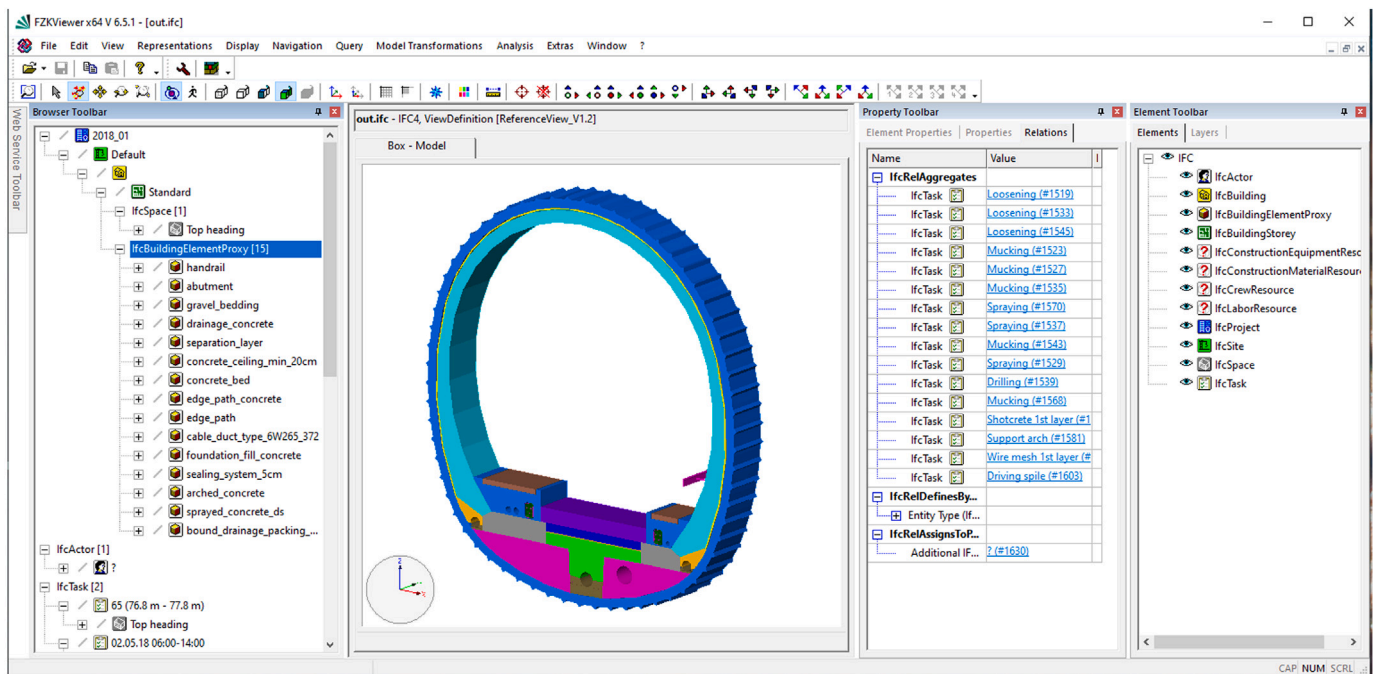 FZKViewer x64 V 6.5.1 - [out.ifc]
File Edit View Representations Display Navigation Query Model Transformations Analysis Extras Window ?
Web Service Toolbar
Browser Toolbar
2018_01
Default
Standard
IfcSpace [1]
Top heading
IfcBuildingElementProxy [15]
handrail
abutment
gravel_bedding
drainage_concrete
separation_layer
concrete_ceiling_min_20cm
concrete_bed
edge_path_concrete
edge_path
cable_duct_type_6W265_372
foundation_fill_concrete
sealing_system_5cm
arched_concrete
sprayed_concrete_ds
bound_drainage_packing_...
IfcActor [1]
?
IfcTask [2]
65 (76.8 m - 77.8 m)
Top heading
02.05.18 06:00-14:00
out.ifc - IFC4, ViewDefinition [ReferenceView_V1.2]
Box - Model
Z
X
Property Toolbar
Element Properties Properties Relations
Name Value I
IfcRelAggregates
IfcTask Loosening (#1519)
IfcTask Loosening (#1533)
IfcTask Loosening (#1545)
IfcTask Mucking (#1523)
IfcTask Mucking (#1527)
IfcTask Mucking (#1535)
IfcTask Spraying (#1570)
IfcTask Spraying (#1537)
IfcTask Mucking (#1543)
IfcTask Spraying (#1529)
IfcTask Drilling (#1539)
IfcTask Mucking (#1568)
IfcTask Shotcrete 1st layer (#1
IfcTask Support arch (#1581)
IfcTask Wire mesh 1st layer (#
IfcTask Driving spile (#1603)
IfcRelDefinesBy...
Entity Type (If...
IfcRelAssignsToP...
Additional IF... ? (#1630)
Element Toolbar
Elements Layers
IFC
IfcActor
IfcBuilding
IfcBuildingElementProxy
IfcBuildingStorey
IfcConstructionEquipmentResc
IfcConstructionMaterialResour
IfcCrewResource
IfcLaborResource
IfcProject
IfcSite
IfcSpace
IfcTask
CAP NUM SCRL